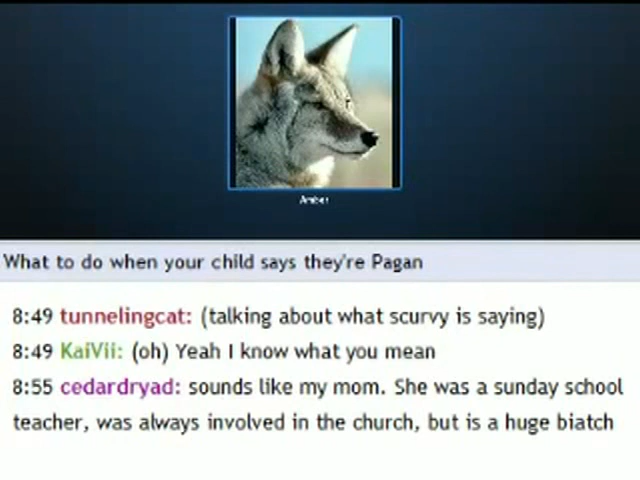 Amber
What to do when your child says they're Pagan
8:49 tunnelingcat: (talking about what scurvy is saying)
8:49 KaiVii: (oh) Yeah I know what you mean
8:55 cedardryad: sounds like my mom. She was a sunday school
teacher, was always involved in the church, but is a huge biatch